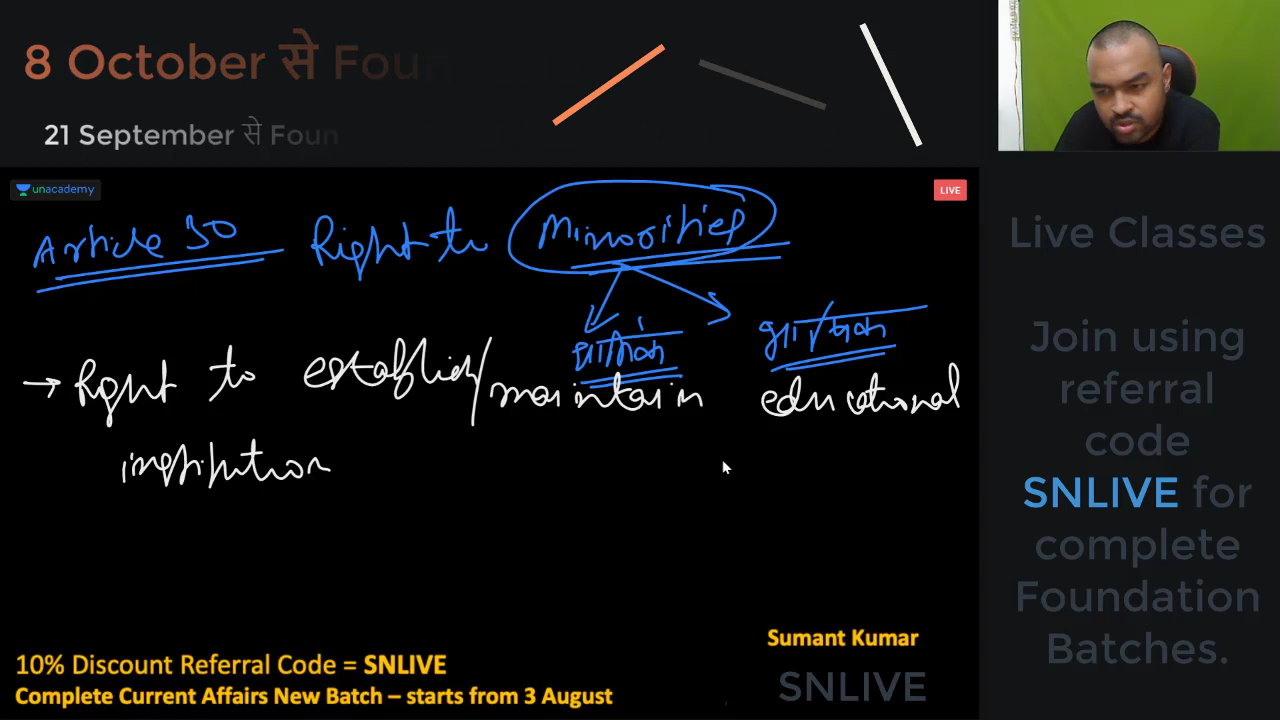 8 October से Foun
21 September से Foun
unacademy
LIVE
Article 30 Right to Minorities
→ Right to establish/maintain educational
institution
Live Classes
Join using
referral
code
SNLIVE for
complete
Foundation
Batches.
Sumant Kumar
10% Discount Referral Code = SNLIVE
SNLIVE
Complete Current Affairs New Batch – starts from 3 August